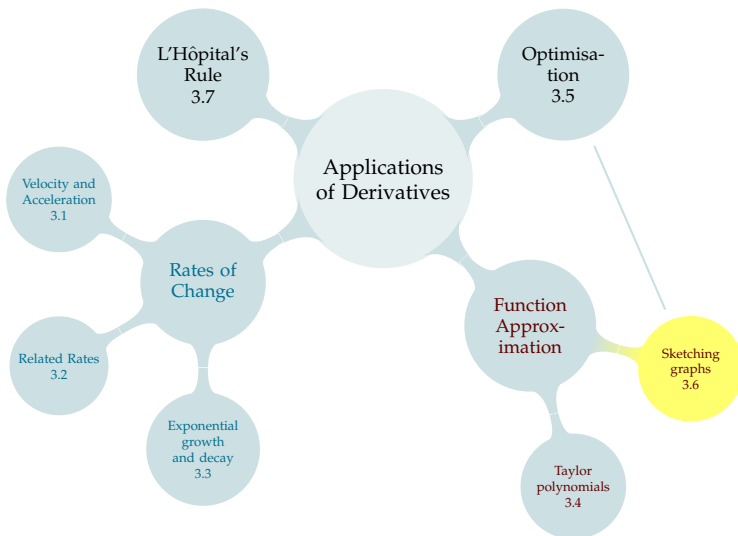 L'Hôpital's
Rule
3.7
Optimisa-
tion
3.5
Applications
of Derivatives
Velocity and
Acceleration
3.1
Rates of
Change
Function
Approx-
imation
Related Rates
3.2
Sketching
graphs
3.6
Exponential
growth
and decay
3.3
Taylor
polynomials
3.4